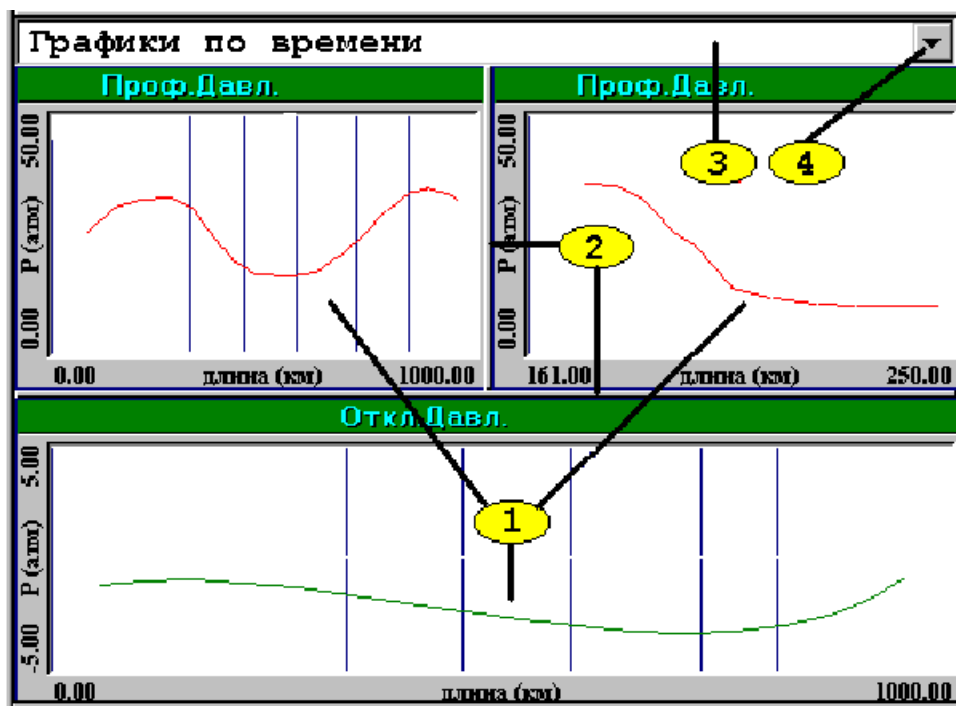 Графики по времени
Проф.Давл.
50.00
P (атм)
0.00
0.00 длина (км) 1000.00
Проф.Давл.
50.00
P (атм)
0.00
161.00 длина (км) 250.00
3
4
2
Откл.Давл.
5.00
P (атм)
-5.00
0.00 длина (км) 1000.00
1